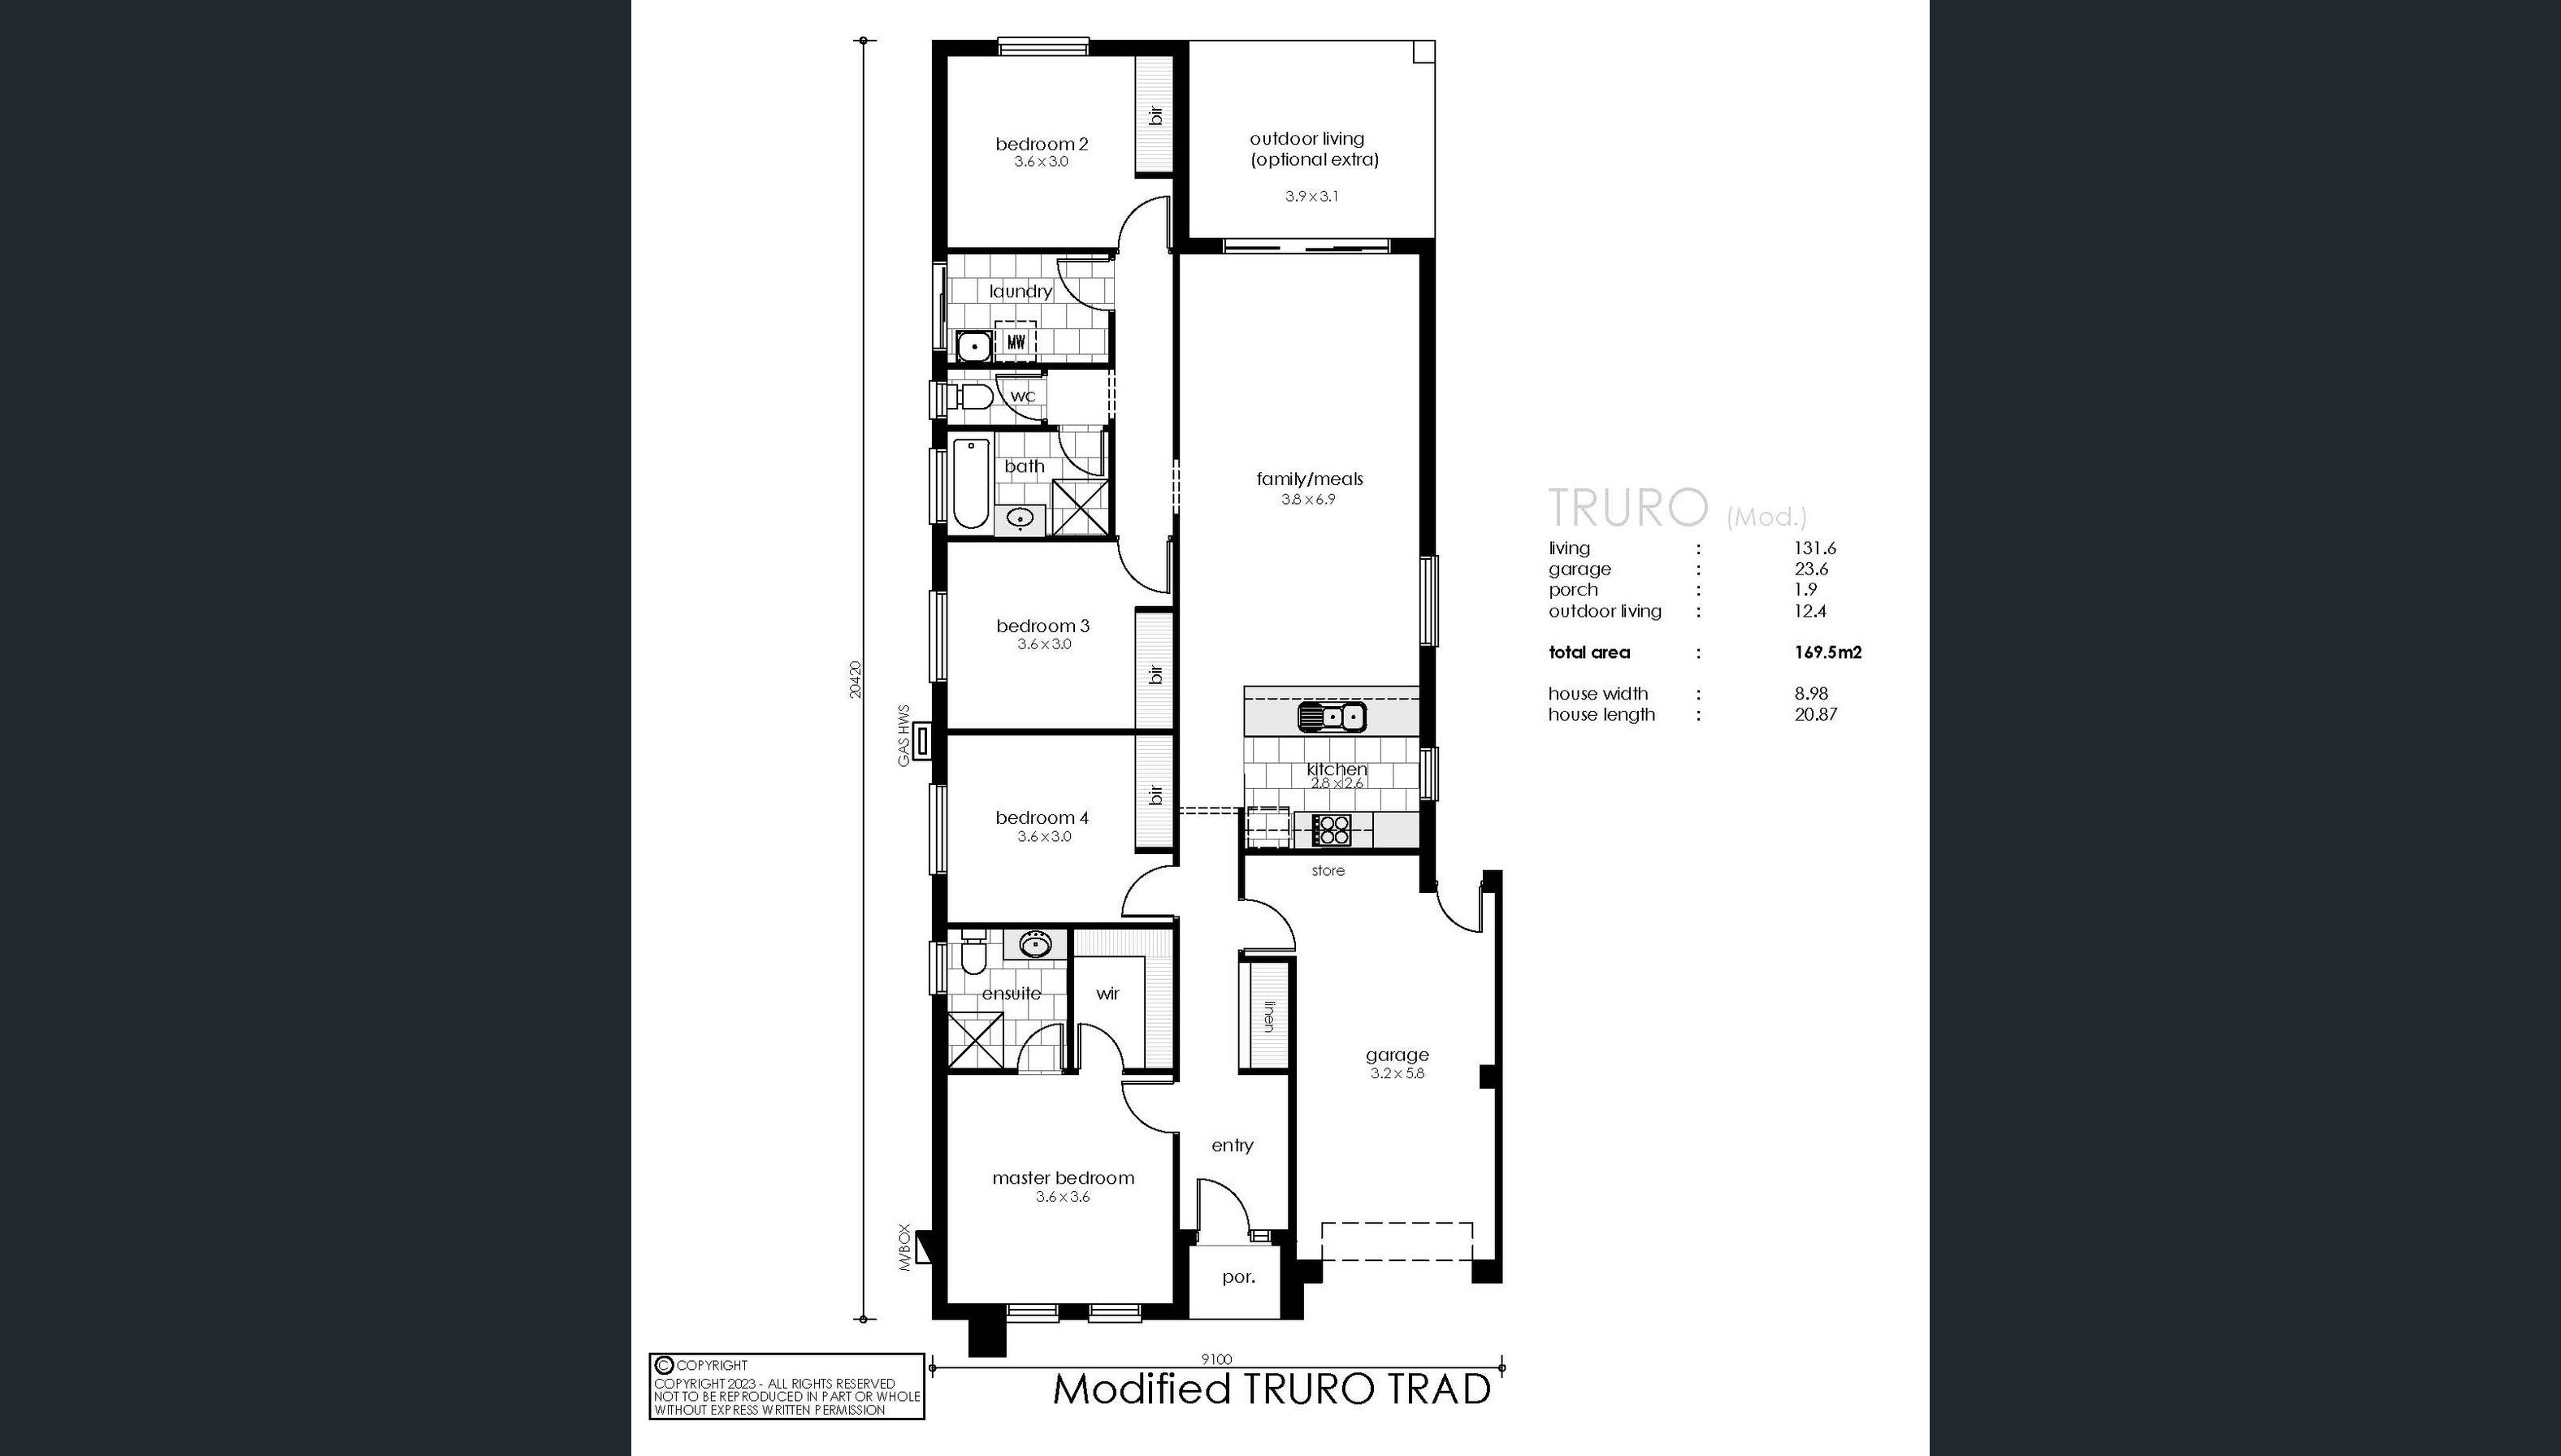 bir
bedroom 2
3.6 x 3.0
outdoor living
(optional extra)
3.9 x 3.1
laundry
MW
wc
bath
family/meals
3.8 x 6.9
TRURO (Mod.)
living : 131.6
garage : 23.6
porch : 1.9
outdoor living : 12.4
total area : 169.5m2
house width : 8.98
house length : 20.87
bedroom 3
3.6 x 3.0
bir
20420
GAS HWS
kitchen
2.8 x 2.6
bir
bedroom 4
3.6 x 3.0
store
ensuite
wir
linen
garage
3.2 x 5.8
entry
master bedroom
3.6 x 3.6
M/BOX
por.
9100
Modified TRURO TRAD
© COPYRIGHT
COPYRIGHT 2023 - ALL RIGHTS RESERVED
NOT TO BE REPRODUCED IN PART OR WHOLE
WITHOUT EXPRESS WRITTEN PERMISSION